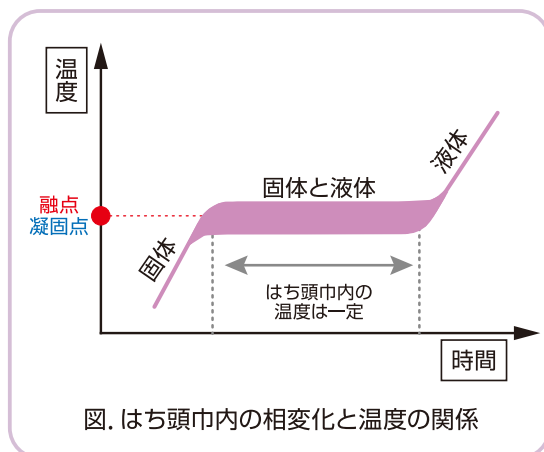 温度
融点
凝固点
固体
固体と液体
液体
はち頭巾内の
温度は一定
時間
図. はち頭巾内の相変化と温度の関係